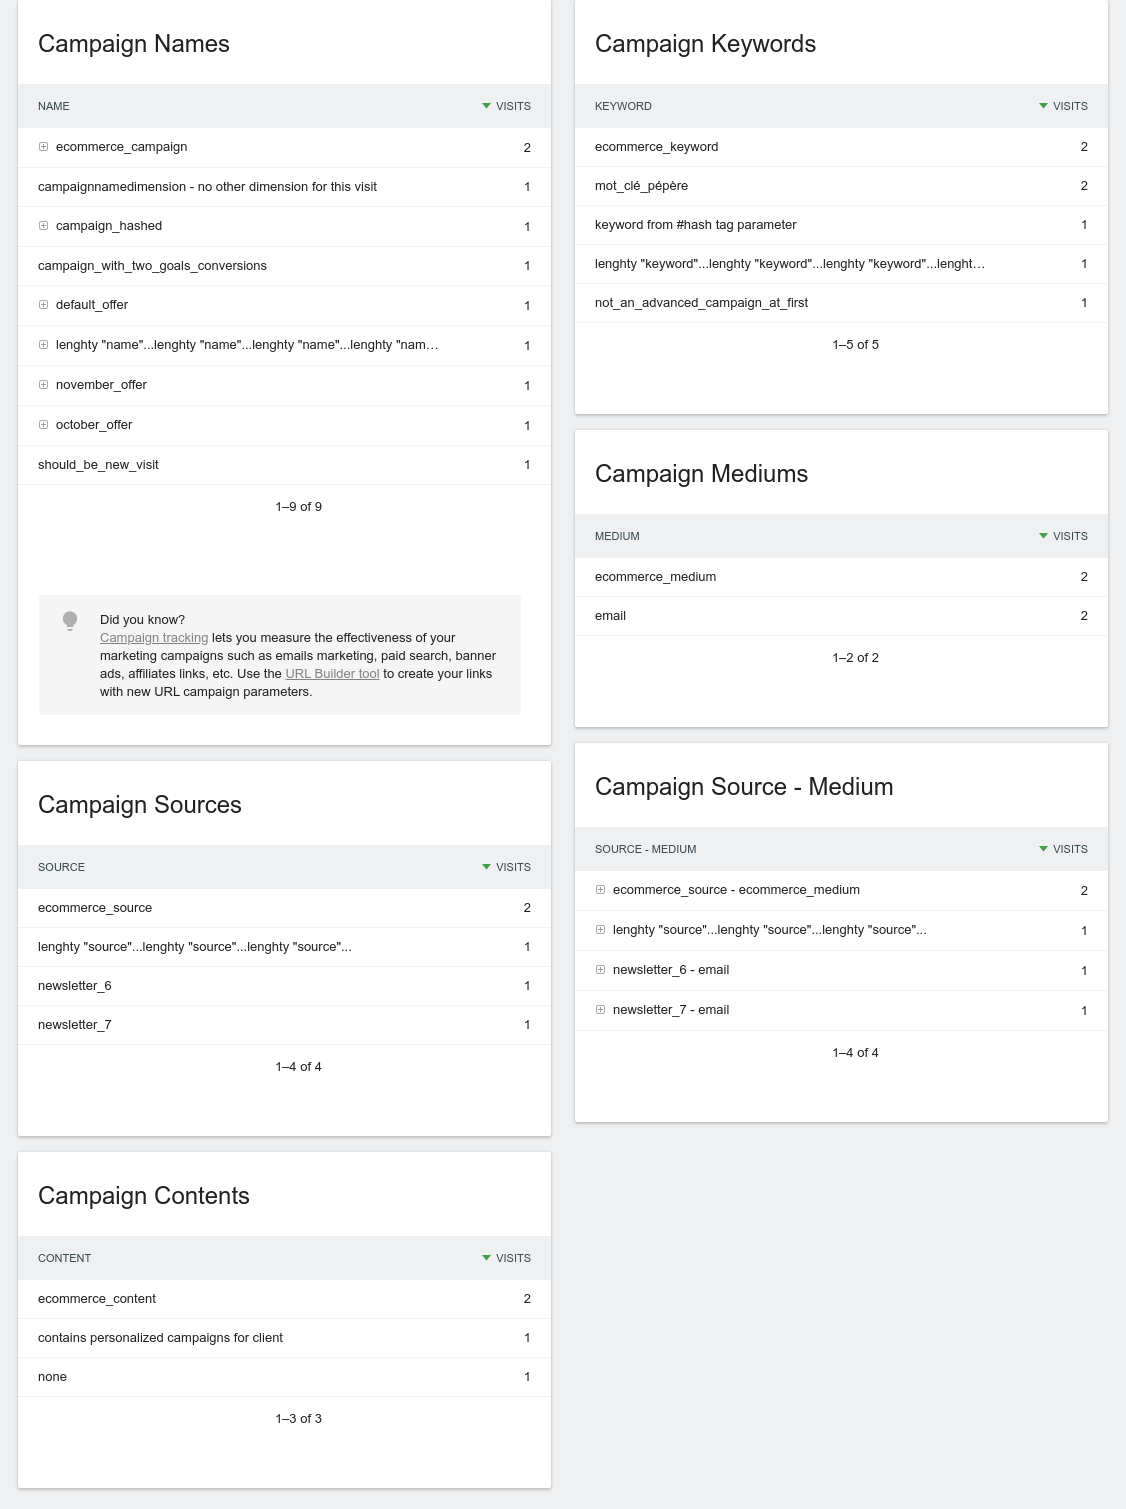 Campaign Names
NAME VISITS
ecommerce_campaign 2
campaignnamedimension - no other dimension for this visit 1
campaign_hashed 1
campaign_with_two_goals_conversions 1
default_offer 1
lenghty "name"...lenghty "name"...lenghty "name"...lenghty "nam... 1
november_offer 1
october_offer 1
should_be_new_visit 1
1–9 of 9
Did you know?
Campaign tracking lets you measure the effectiveness of your
marketing campaigns such as emails marketing, paid search, banner
ads, affiliates links, etc. Use the URL Builder tool to create your links
with new URL campaign parameters.
Campaign Sources
SOURCE VISITS
ecommerce_source 2
lenghty "source"...lenghty "source"...lenghty "source"... 1
newsletter_6 1
newsletter_7 1
1–4 of 4
Campaign Contents
CONTENT VISITS
ecommerce_content 2
contains personalized campaigns for client 1
none 1
1–3 of 3
Campaign Keywords
KEYWORD VISITS
ecommerce_keyword 2
mot_clé_pépère 2
keyword from #hash tag parameter 1
lenghty "keyword"...lenghty "keyword"...lenghty "keyword"...lenght... 1
not_an_advanced_campaign_at_first 1
1–5 of 5
Campaign Mediums
MEDIUM VISITS
ecommerce_medium 2
email 2
1–2 of 2
Campaign Source - Medium
SOURCE - MEDIUM VISITS
ecommerce_source - ecommerce_medium 2
lenghty "source"...lenghty "source"...lenghty "source"... 1
newsletter_6 - email 1
newsletter_7 - email 1
1–4 of 4